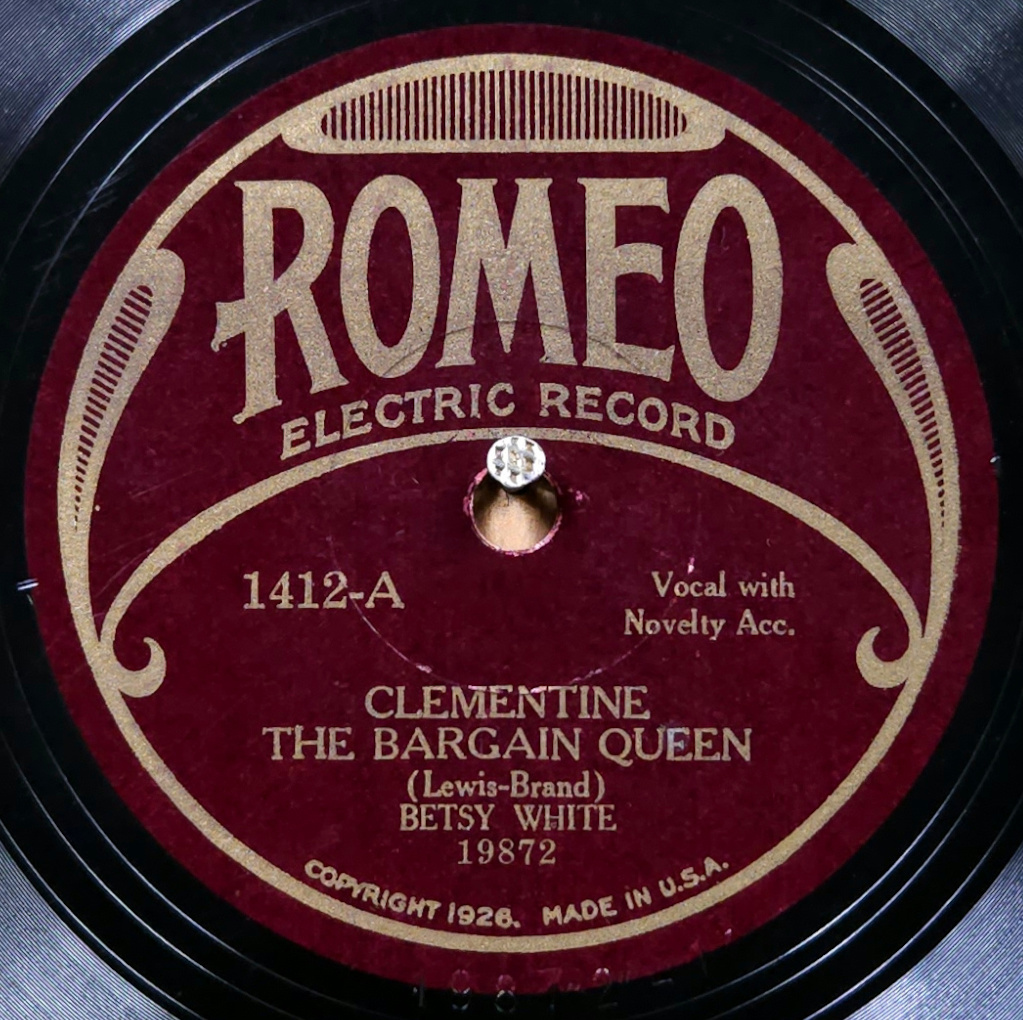 ROMEO
ELECTRIC RECORD
1412-A
Vocal with
Novelty Acc.
CLEMENTINE
THE BARGAIN QUEEN
(Lewis-Brand)
BETSY WHITE
19872
COPYRIGHT 1926. MADE IN U.S.A.
19872-